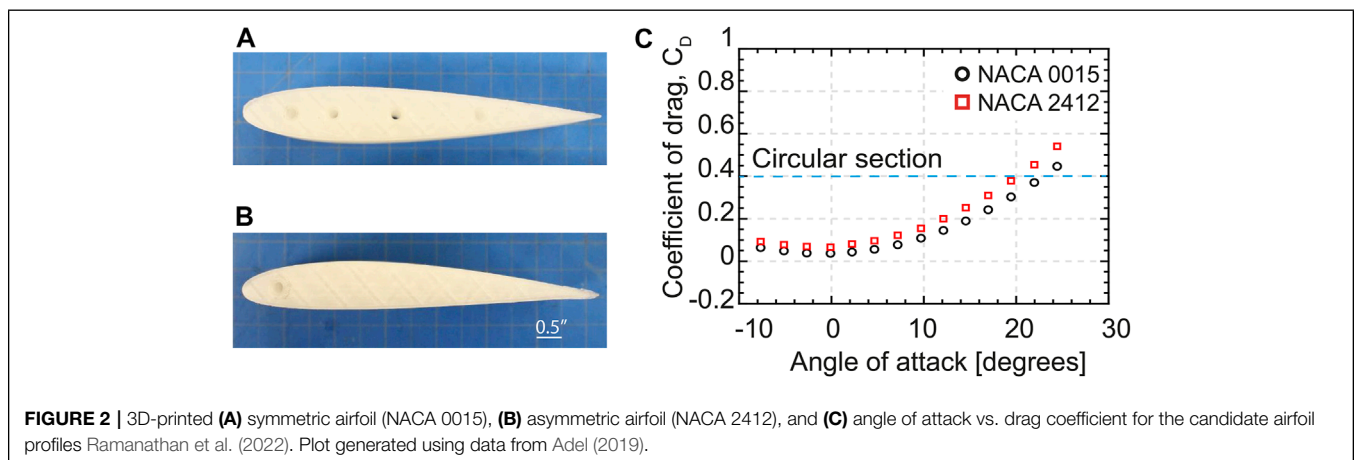 A
B
0.5″
C
Coefficient of drag, C_D
1
0.8
0.6
0.4
0.2
0
-0.2
NACA 0015
NACA 2412
Circular section
-10 0 10 20 30
Angle of attack [degrees]
FIGURE 2 | 3D-printed (A) symmetric airfoil (NACA 0015), (B) asymmetric airfoil (NACA 2412), and (C) angle of attack vs. drag coefficient for the candidate airfoil
profiles Ramanathan et al. (2022). Plot generated using data from Adel (2019).